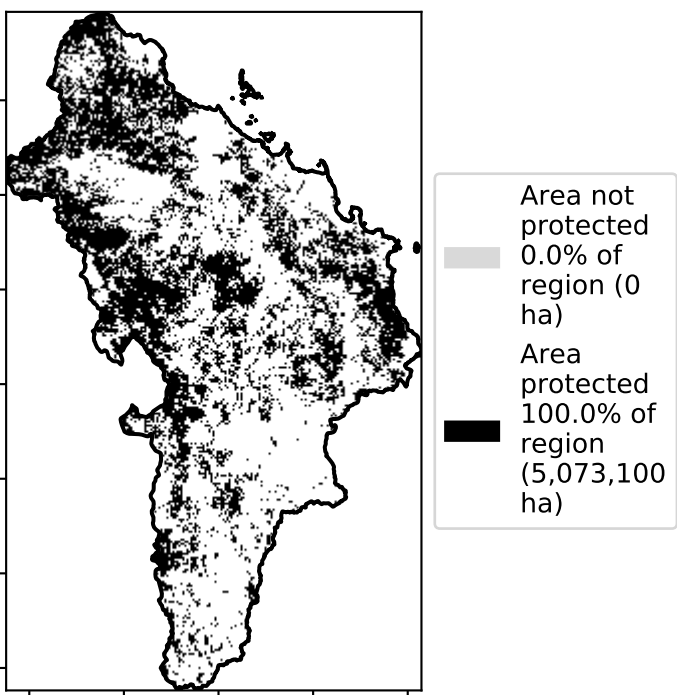 Area not
protected
0.0% of
region (0
ha)
Area
protected
100.0% of
region
(5,073,100
ha)